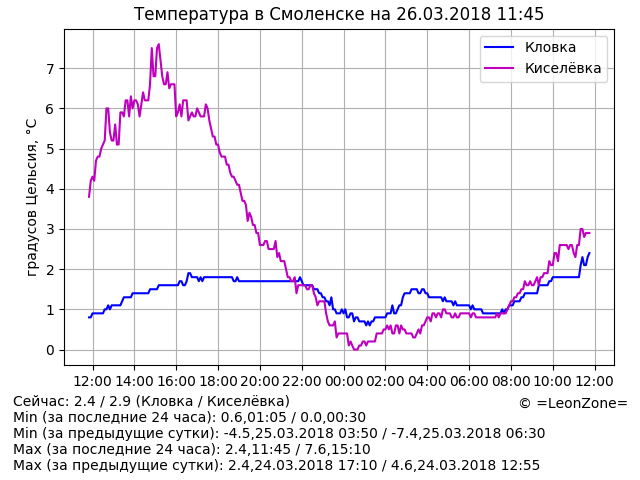 Температура в Смоленске на 26.03.2018 11:45
Кловка
Киселёвка
градусов Цельсия, °C
7
6
5
4
3
2
1
0
12:00 14:00 16:00 18:00 20:00 22:00 00:00 02:00 04:00 06:00 08:00 10:00 12:00
Сейчас: 2.4 / 2.9 (Кловка / Киселёвка)
© =LeonZone=
Min (за последние 24 часа): 0.6,01:05 / 0.0,00:30
Min (за предыдущие сутки): -4.5,25.03.2018 03:50 / -7.4,25.03.2018 06:30
Max (за последние 24 часа): 2.4,11:45 / 7.6,15:10
Max (за предыдущие сутки): 2.4,24.03.2018 17:10 / 4.6,24.03.2018 12:55